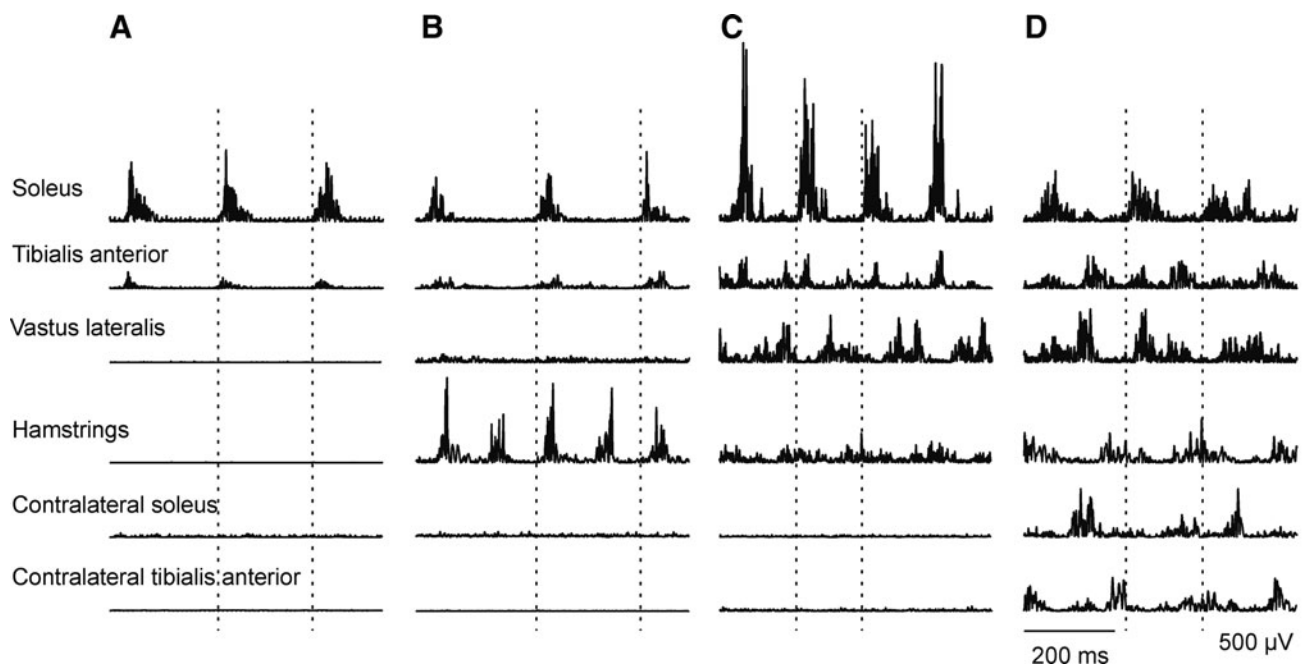 A B C D
Soleus
Tibialis anterior
Vastus lateralis
Hamstrings
Contralateral soleus
Contralateral tibialis anterior
200 ms 500 μV